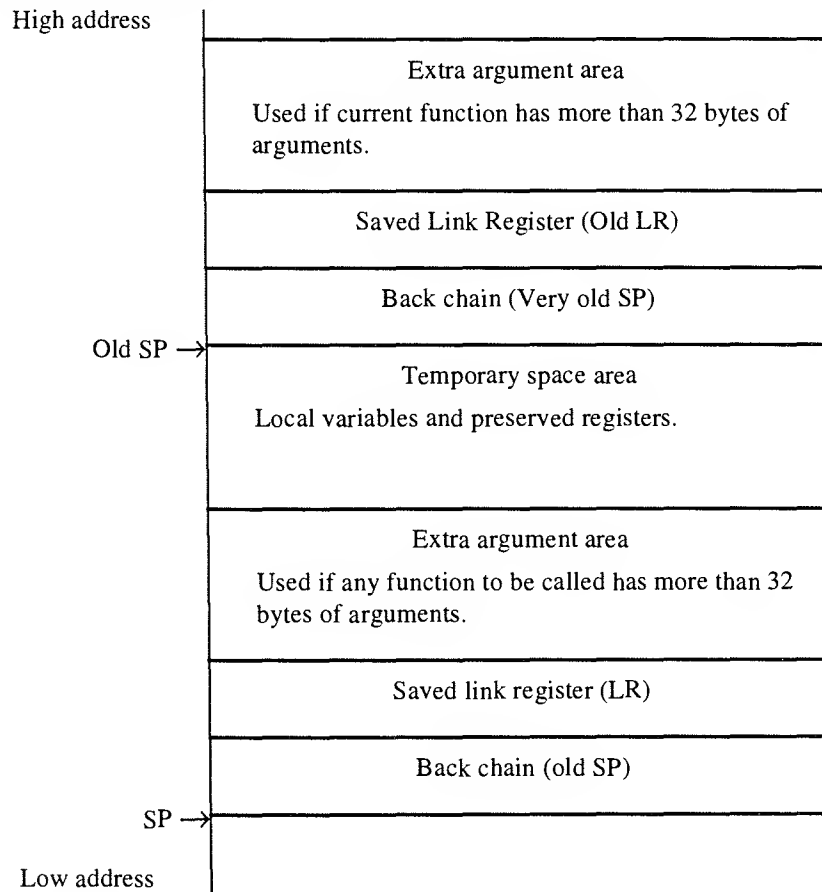 High address
Extra argument area
Used if current function has more than 32 bytes of
arguments.
Saved Link Register (Old LR)
Back chain (Very old SP)
Old SP →
Temporary space area
Local variables and preserved registers.
Extra argument area
Used if any function to be called has more than 32
bytes of arguments.
Saved link register (LR)
Back chain (old SP)
SP →
Low address